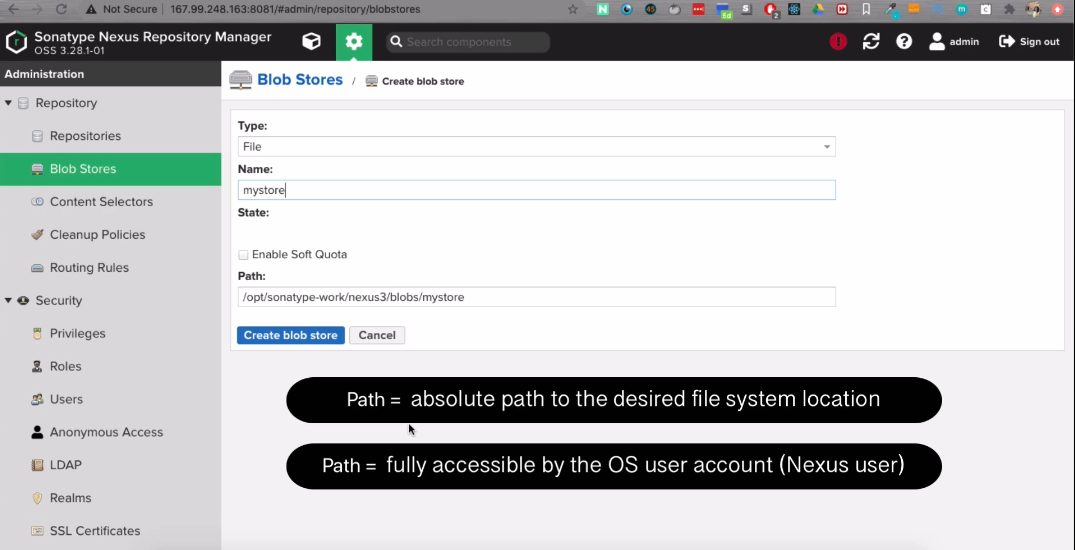 Not Secure | 167.99.248.163:8081/#admin/repository/blobstores
Sonatype Nexus Repository Manager
OSS 3.28.1-01
Search components
admin
Sign out
Administration
Blob Stores / Create blob store
Repository
Repositories
Blob Stores
Content Selectors
Cleanup Policies
Routing Rules
Security
Privileges
Roles
Users
Anonymous Access
LDAP
Realms
SSL Certificates
Type:
File
Name:
mystore
State:
Enable Soft Quota
Path:
/opt/sonatype-work/nexus3/blobs/mystore
Create blob store
Cancel
Path = absolute path to the desired file system location
Path = fully accessible by the OS user account (Nexus user)